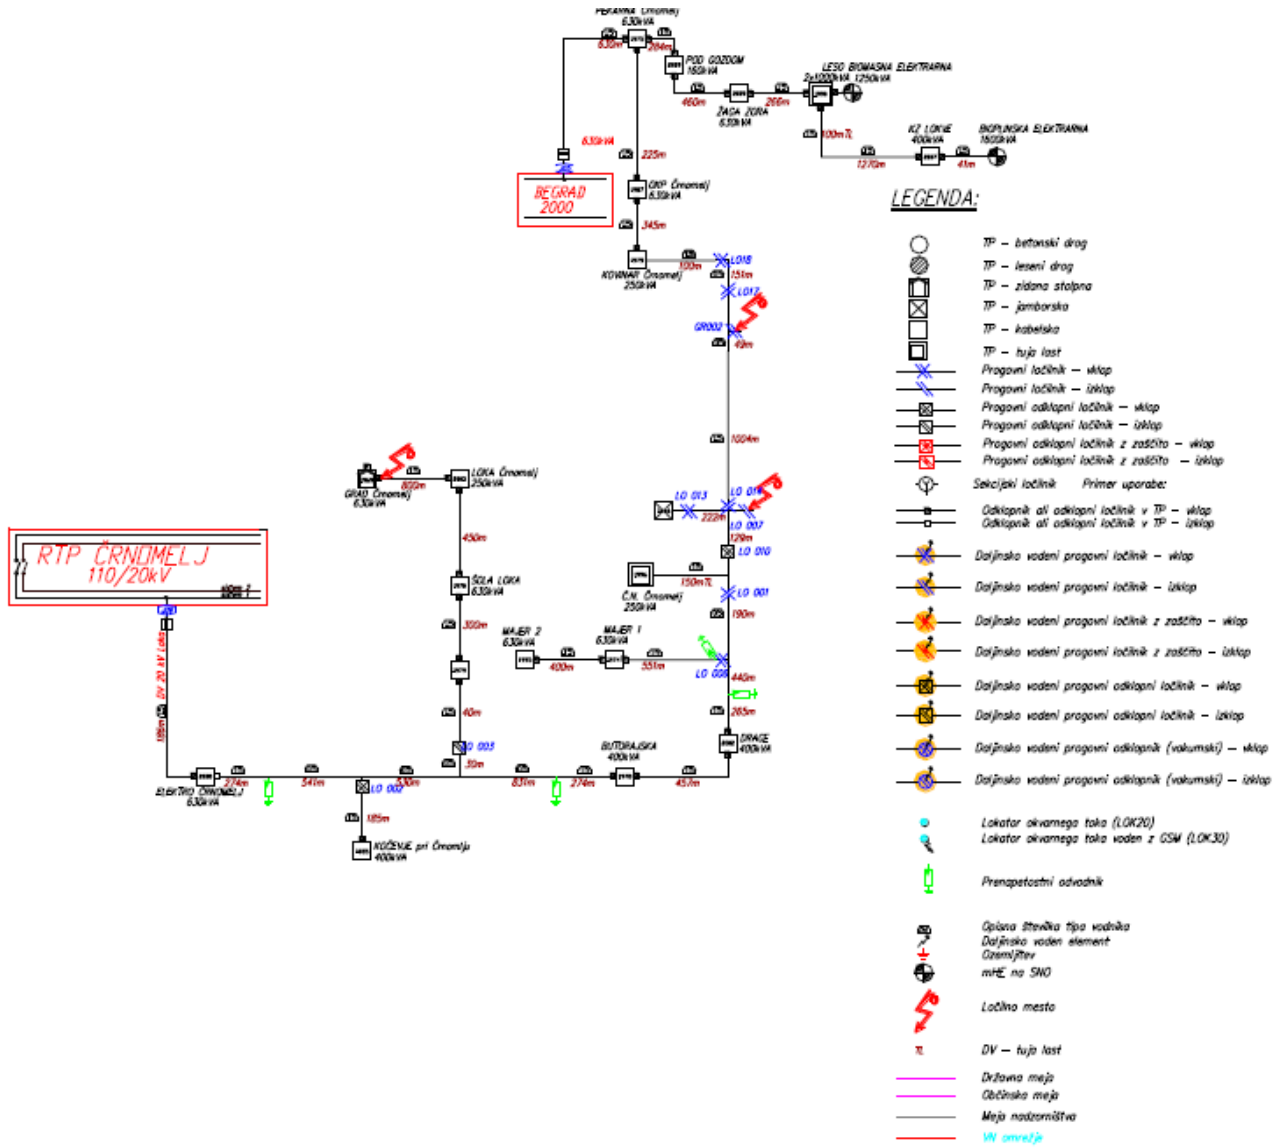 PEKARNA Črnomelj
630kVA
630m
284m
POD GOZDOM
160kVA
LESO BIOMASNA ELEKTRARNA
2x1000kVA 1250kVA
460m
266m
ŽAGA ZORA
630kVA
100mTL
KZ LOKVE
400kVA
BIOPLINSKA ELEKTRARNA
1600kVA
1270m
41m
630kVA
225m
BEGRAD
2000
GKP Črnomelj
630kVA
345m
KOVINAR Črnomelj
250kVA
100m
LO18
151m
LO17
GR002
49m
1004m
GRAD Črnomelj
630kVA
800m
LOKA Črnomelj
250kVA
LO 013
222m
LO 007
129m
LO 010
RTP ČRNOMELJ
110/20kV
450m
ŠOLA LOKA
630kVA
Č.N. Črnomelj
250kVA
150mTL
LO 001
190m
300m
MAJER 2
630kVA
MAJER 1
630kVA
400m
551m
440m
DV 20 kV Loka
186m
40m
LO 003
265m
DRAGE
400kVA
BUTORAJSKA
400kVA
39m
ELEKTRO ČRNOMELJ
630kVA
274m
541m
LO 002
530m
831m
274m
457m
185m
KOČEVJE pri Črnomlju
400kVA
LEGENDA:
TP – betonski drog
TP – leseni drog
TP – zidana stolpna
TP – jamborska
TP – kabelska
TP – tuja last
Progovni ločilnik – vklop
Progovni ločilnik – izklop
Progovni odklopni ločilnik – vklop
Progovni odklopni ločilnik – izklop
Progovni odklopni ločilnik z zaščito – vklop
Progovni odklopni ločilnik z zaščito – izklop
Sekcijski ločilnik Primer uporabe:
Odklopnik ali odklopni ločilnik v TP – vklop
Odklopnik ali odklopni ločilnik v TP – izklop
Daljinsko vodeni progovni ločilnik – vklop
Daljinsko vodeni progovni ločilnik – izklop
Daljinsko vodeni progovni ločilnik z zaščito – vklop
Daljinsko vodeni progovni ločilnik z zaščito – izklop
Daljinsko vodeni progovni odklopni ločilnik – vklop
Daljinsko vodeni progovni odklopni ločilnik – izklop
Daljinsko vodeni progovni odklopnik (vakumski) – vklop
Daljinsko vodeni progovni odklopnik (vakumski) – izklop
Lokator okvarnega toka (LOK20)
Lokator okvarnega toka voden z GSM (LOK30)
Prenapetostni odvodnik
Opisna številka tipa vodnika
Daljinsko voden element
Ozemljitev
mHE na SNO
Ločilno mesto
TL DV – tuja last
Državna meja
Občinska meja
Meja nadzorništva
VN omrežje